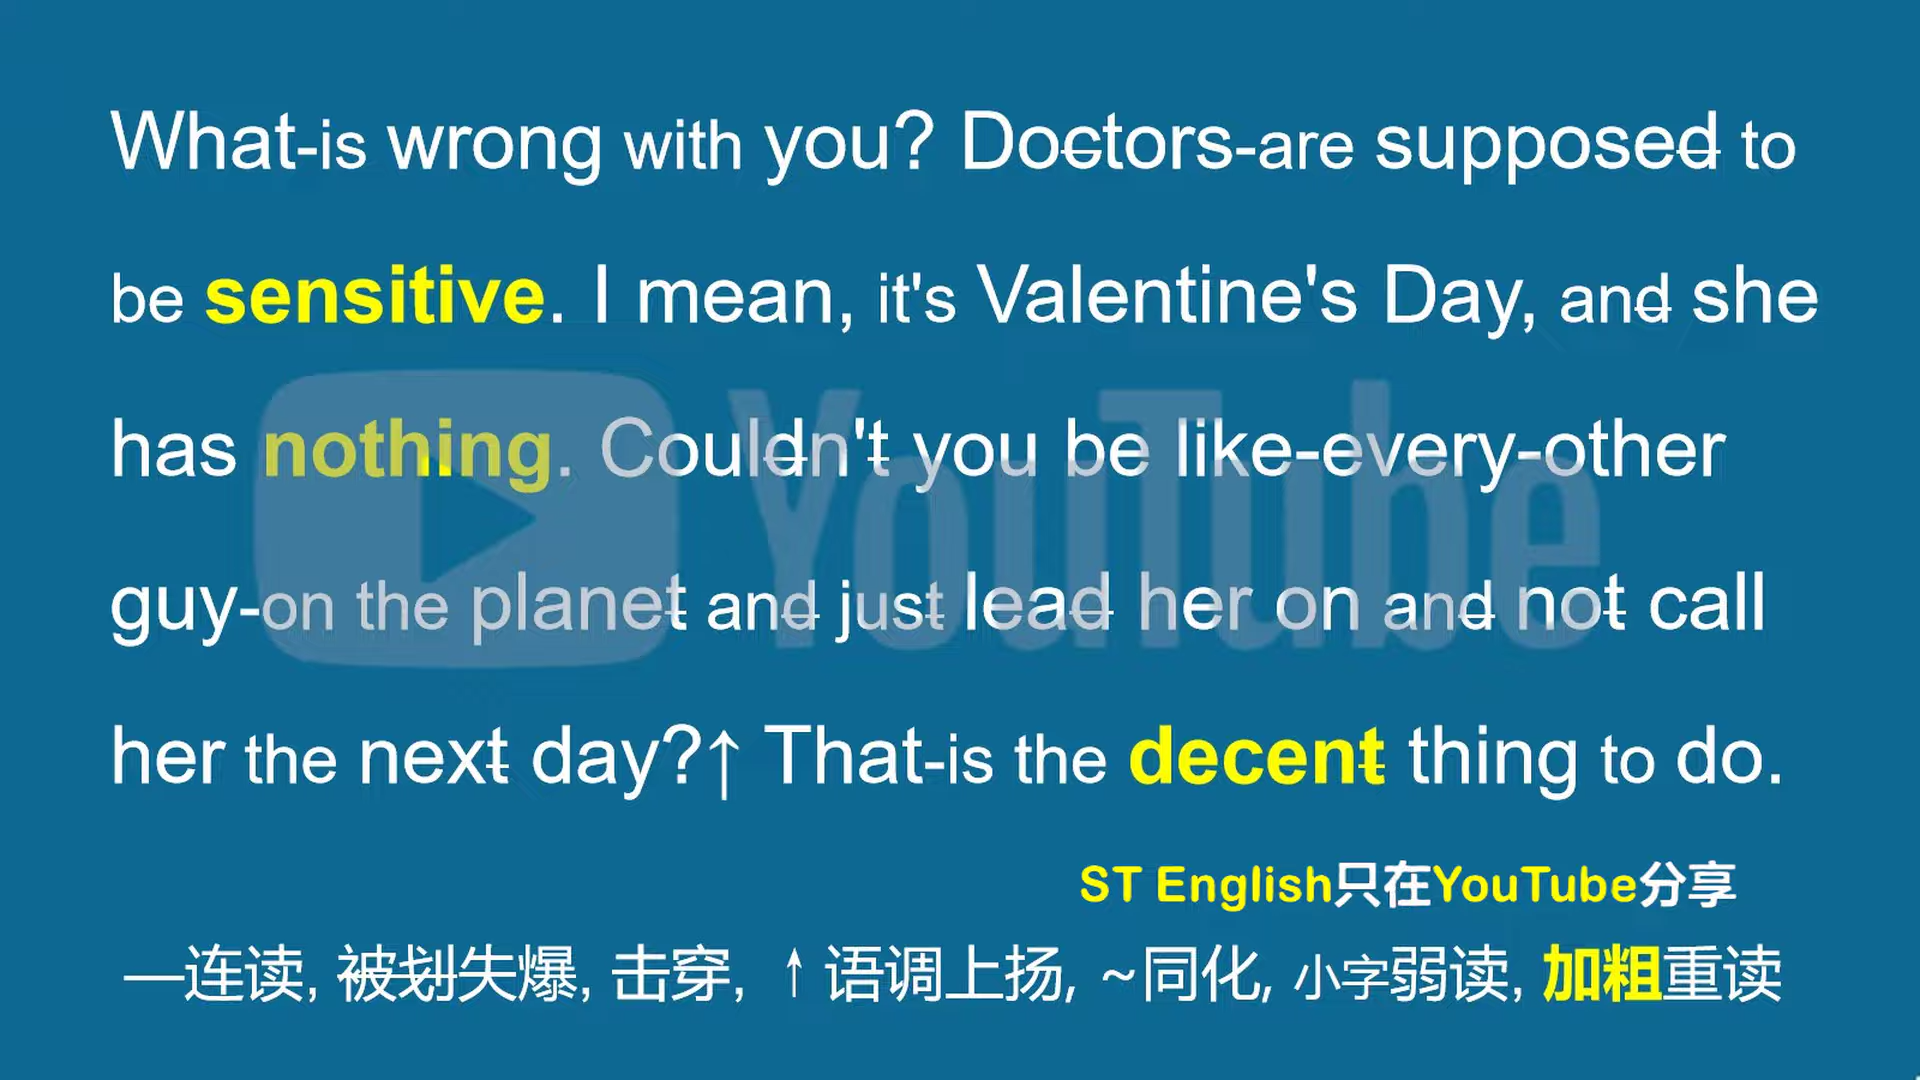 What-is wrong with you? Doctors-are supposed to
be sensitive. I mean, it's Valentine's Day, and she
has nothing. Couldn't you be like-every-other
YouTube
guy-on the planet and just lead her on and not call
her the next day?↑ That-is the decent thing to do.
ST English只在YouTube分享
—连读, 被划失爆, 击穿, ↑语调上扬, ~同化, 小字弱读, 加粗重读